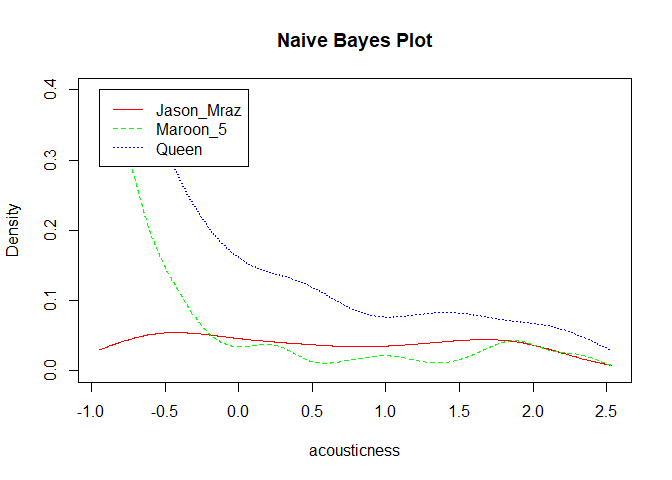 Naive Bayes Plot
Jason_Mraz
Maroon_5
Queen
Density
0.4
0.3
0.2
0.1
0.0
-1.0 -0.5 0.0 0.5 1.0 1.5 2.0 2.5
acousticness